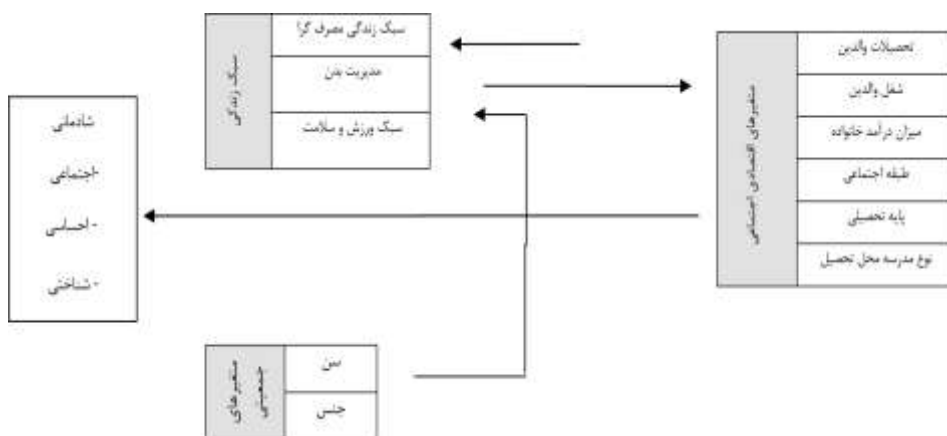 متغیرهای اقتصادی اجتماعی
تحصیلات والدین
شغل والدین
میزان درآمد خانواده
طبقه اجتماعی
پایه تحصیلی
نوع مدرسه محل تحصیل
سبک زندگی
سبک زندگی مصرف گرا
مدیریت بدن
سبک ورزش و سلامت
شادمانی
-اجتماعی
- احساسی
- شناختی
متغیرهای
جمعیتی
سن
جنس